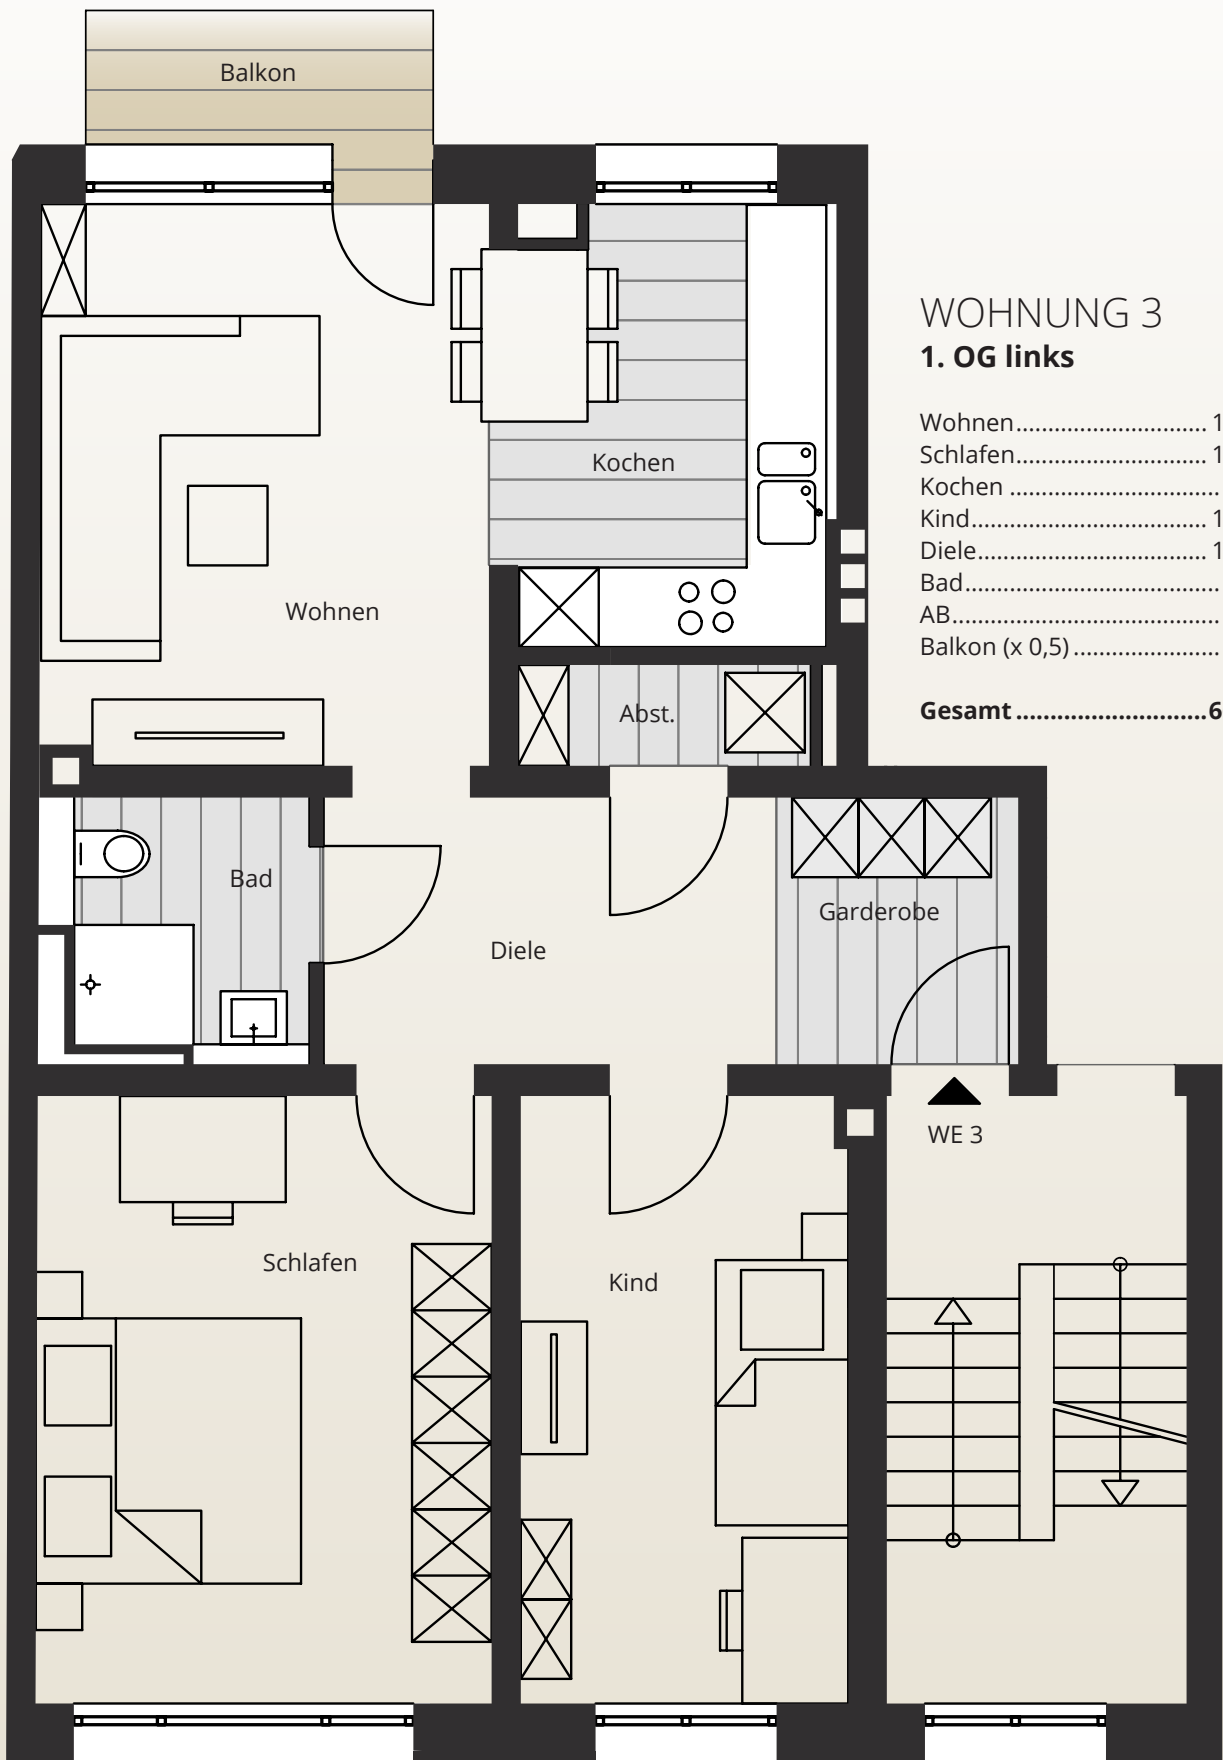 Balkon
WOHNUNG 3
1. OG links
Wohnen.............................. 1
Schlafen.............................. 1
Kochen .................................
Kind..................................... 1
Diele.................................... 1
Bad........................................
AB..........................................
Balkon (x 0,5) .......................
Gesamt ...........................6
Kochen
Wohnen
Abst.
Bad
Garderobe
Diele
WE 3
Schlafen
Kind